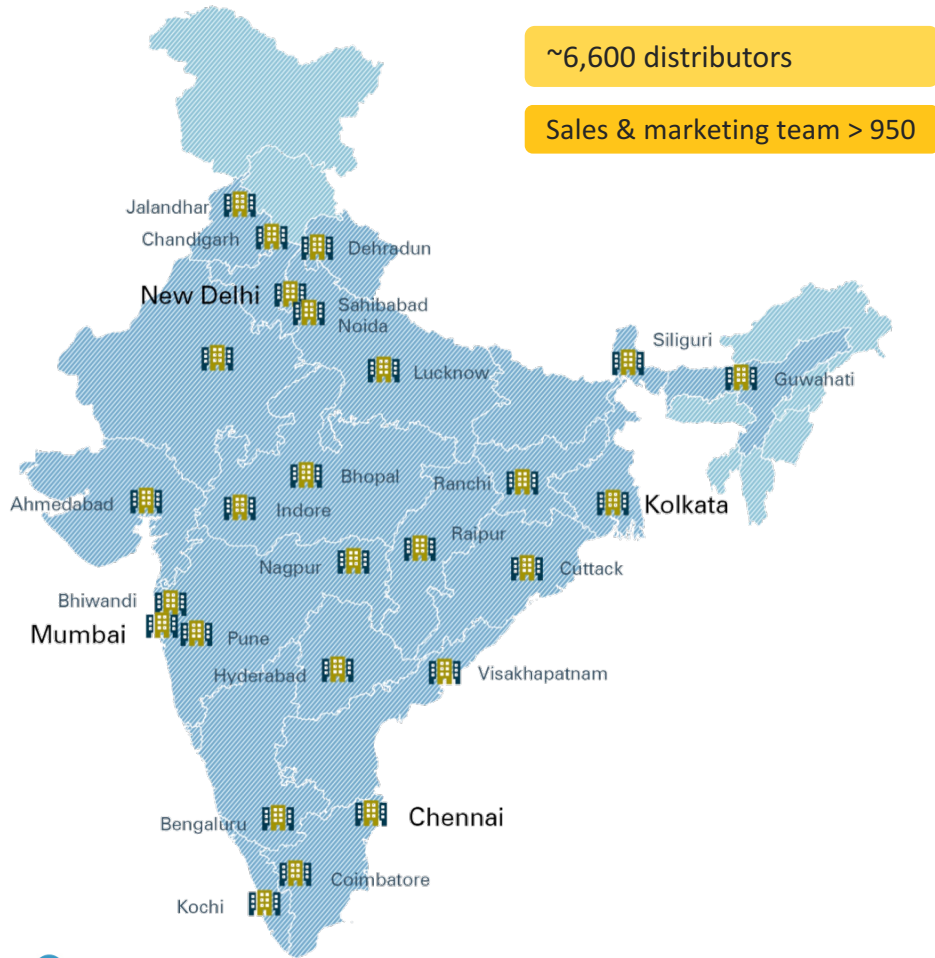 ~6,600 distributors
Sales & marketing team > 950
Jalandhar
Chandigarh
Dehradun
New Delhi
Sahibabad
Noida
Siliguri
Lucknow
Guwahati
Bhopal
Ranchi
Ahmedabad
Indore
Kolkata
Raipur
Nagpur
Cuttack
Bhiwandi
Mumbai
Pune
Hyderabad
Visakhapatnam
Bengaluru
Chennai
Coimbatore
Kochi